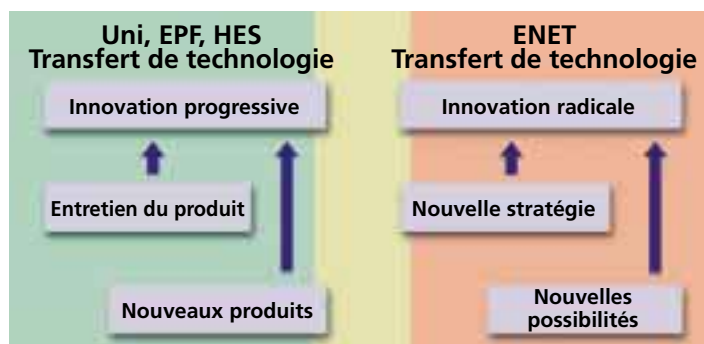 Uni, EPF, HES
Transfert de technologie
Innovation progressive
Entretien du produit
Nouveaux produits
ENET
Transfert de technologie
Innovation radicale
Nouvelle stratégie
Nouvelles
possibilités